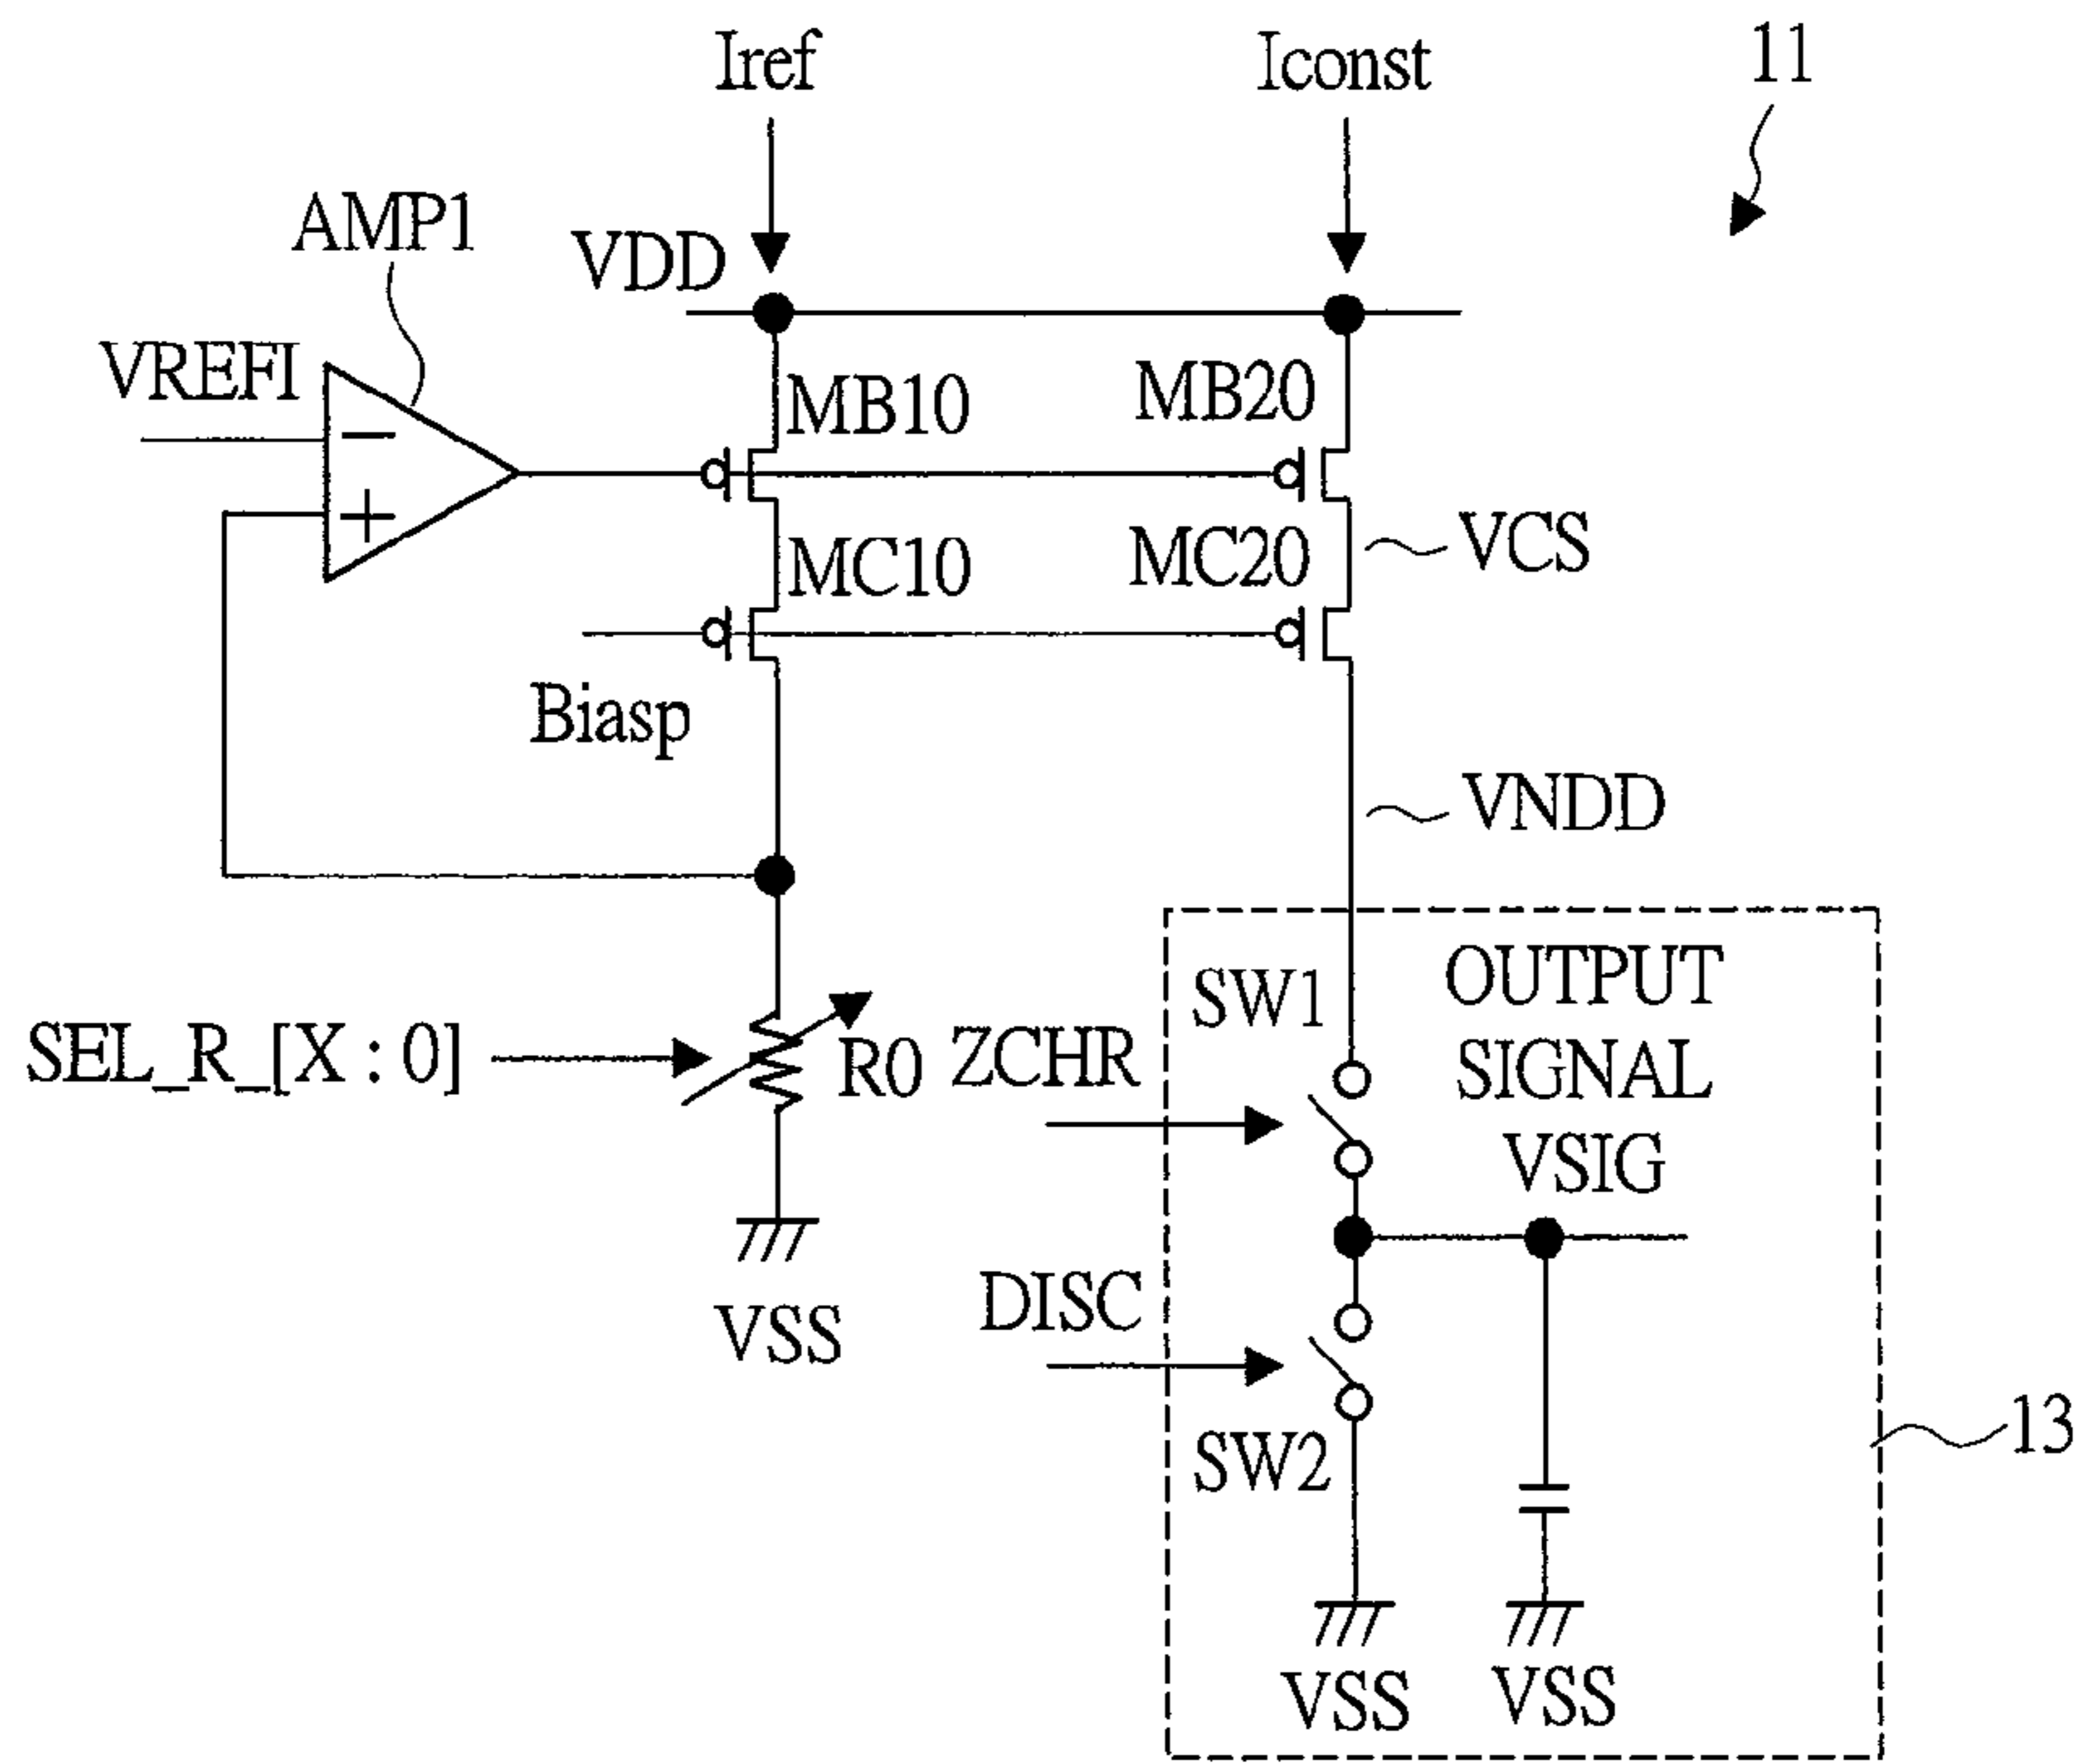 Iref
Iconst
11
AMP1
VDD
VREFI
MB10
MB20
−
+
MC10
MC20
VCS
Biasp
VNDD
SEL_R_[X : 0]
R0
ZCHR
SW1
OUTPUT
SIGNAL
VSIG
VSS
DISC
SW2
13
VSS
VSS